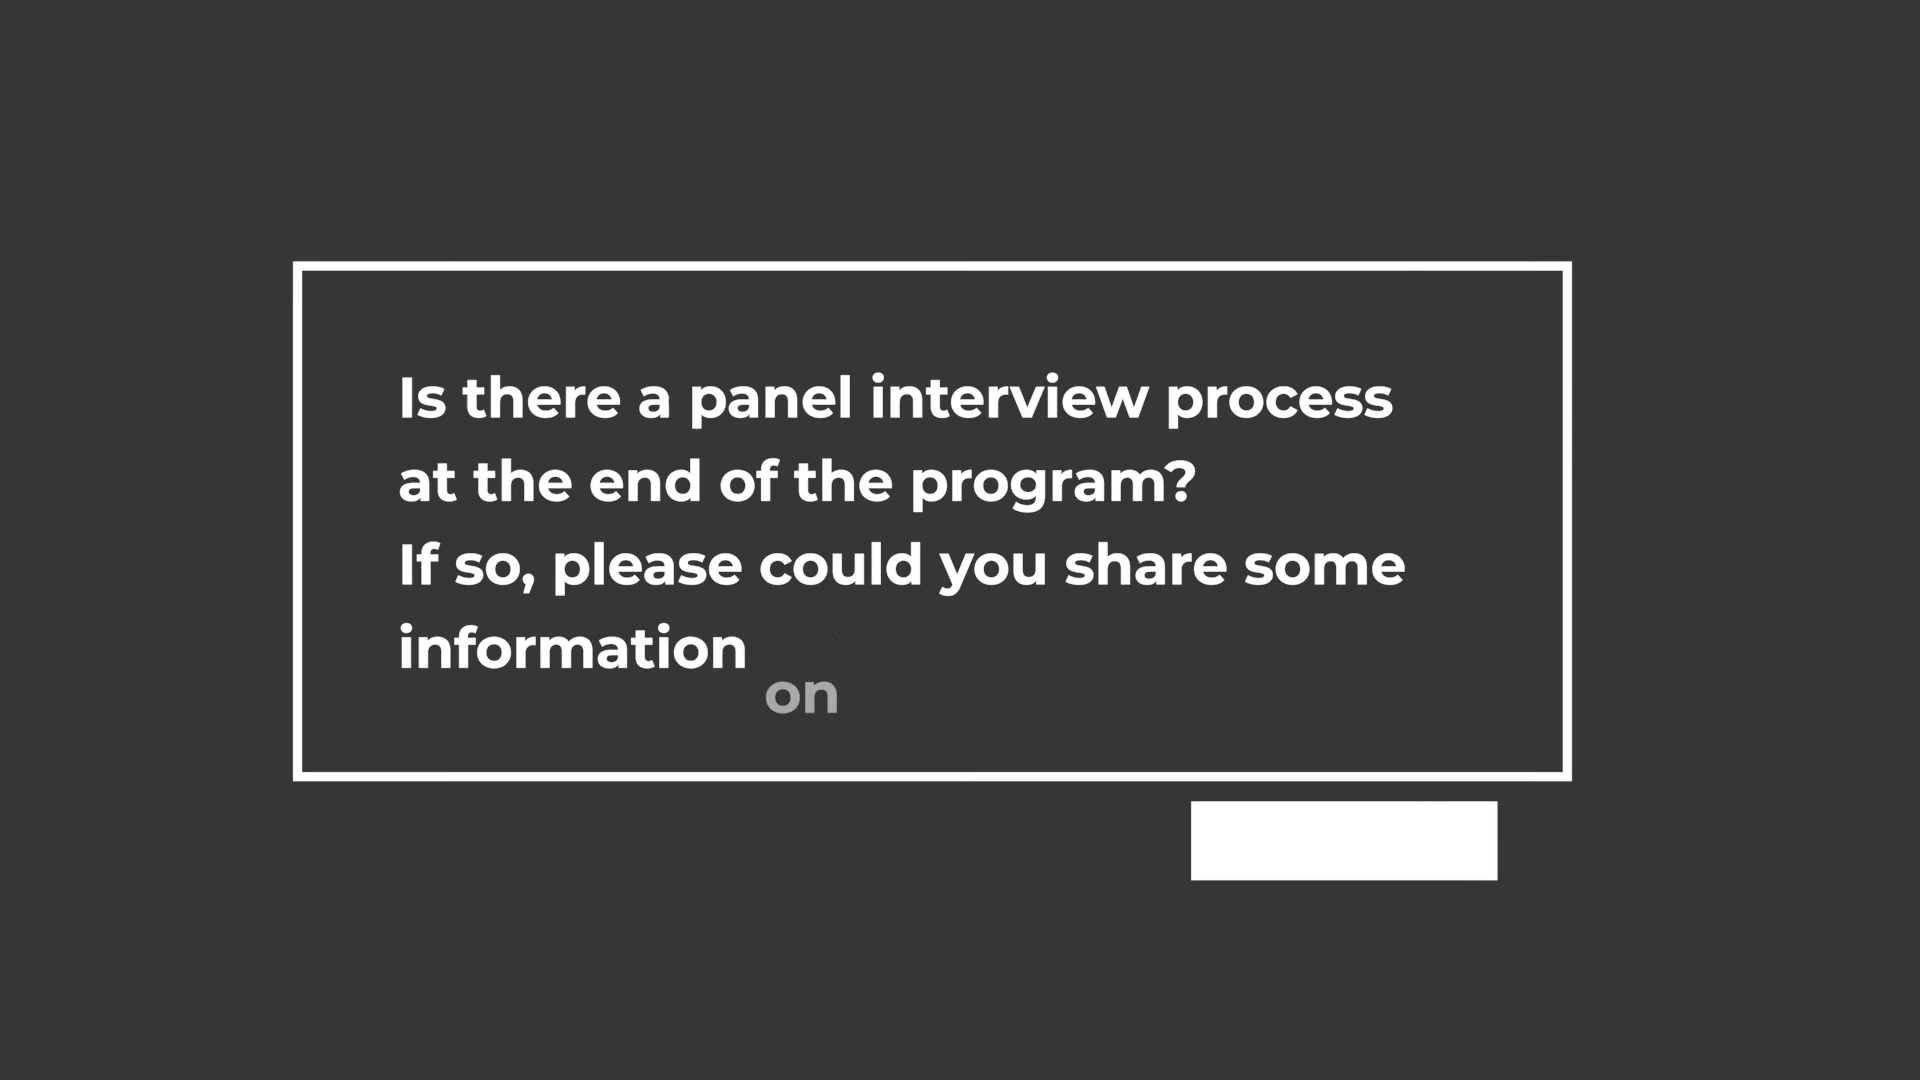 Is there a panel interview process
at the end of the program?
If so, please could you share some
information on